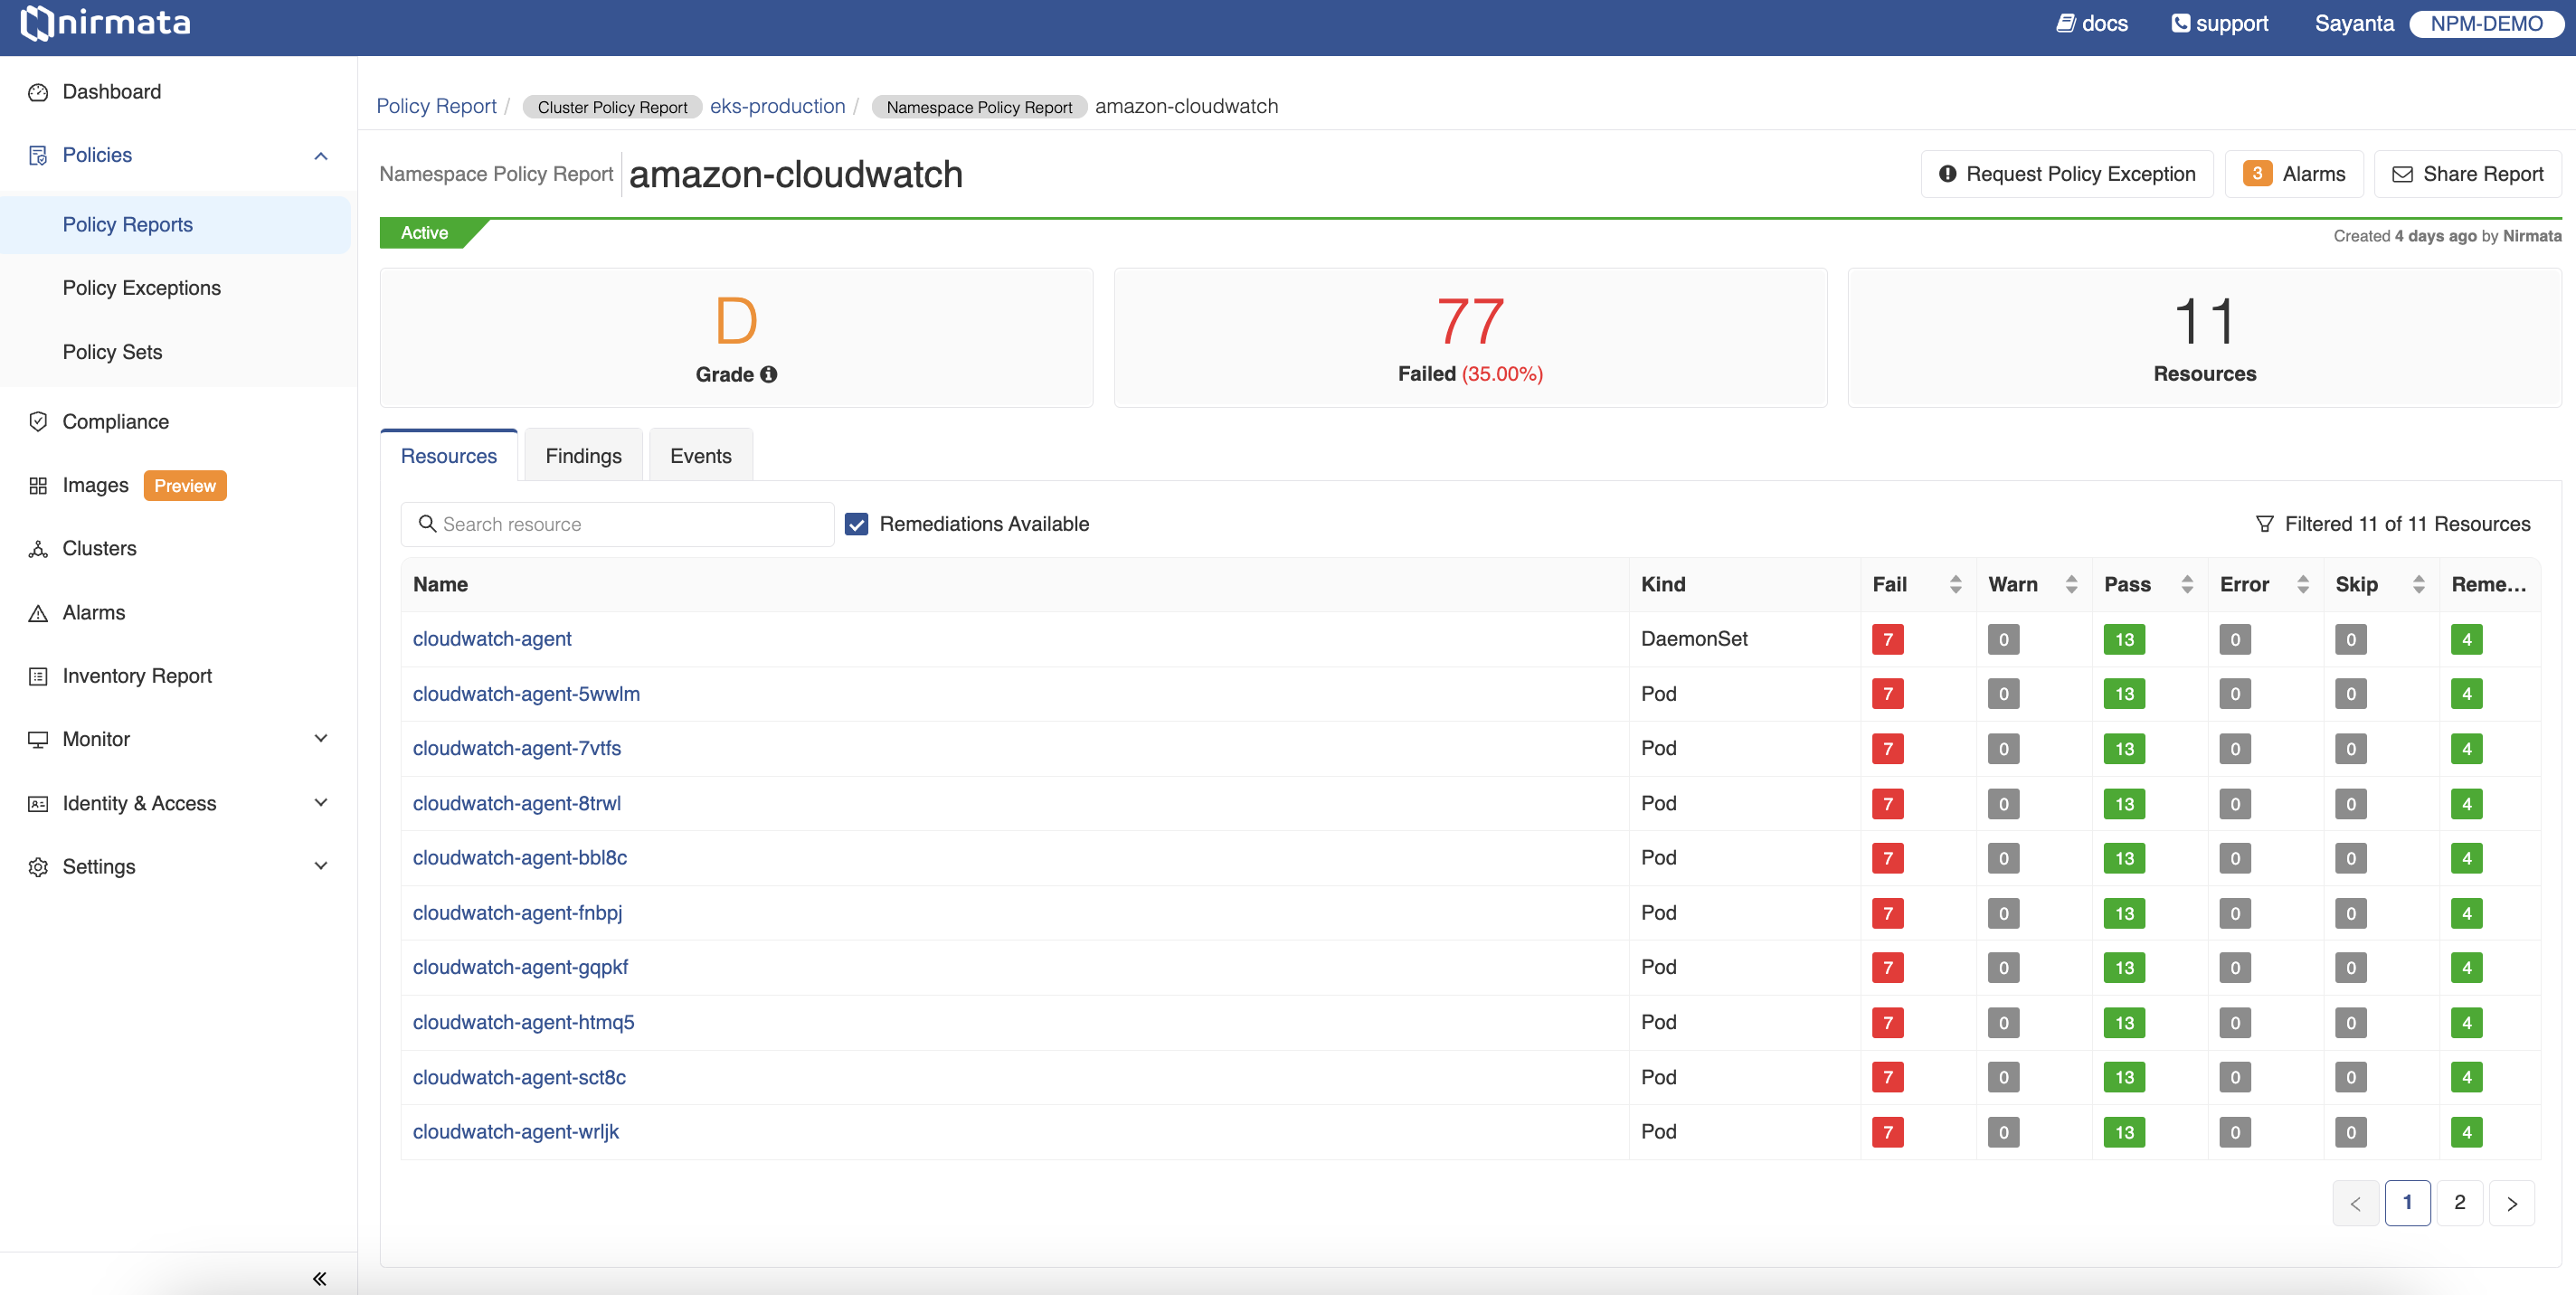 nirmata
docs support Sayanta NPM-DEMO
Dashboard
Policies
Policy Reports
Policy Exceptions
Policy Sets
Compliance
Images Preview
Clusters
Alarms
Inventory Report
Monitor
Identity & Access
Settings
Policy Report / Cluster Policy Report eks-production / Namespace Policy Report amazon-cloudwatch
Namespace Policy Report amazon-cloudwatch
Request Policy Exception 3 Alarms Share Report
Active
Created 4 days ago by Nirmata
D
Grade
77
Failed (35.00%)
11
Resources
Resources Findings Events
Search resource Remediations Available Filtered 11 of 11 Resources
Name Kind Fail Warn Pass Error Skip Reme...
cloudwatch-agent DaemonSet 7 0 13 0 0 4
cloudwatch-agent-5wwlm Pod 7 0 13 0 0 4
cloudwatch-agent-7vtfs Pod 7 0 13 0 0 4
cloudwatch-agent-8trwl Pod 7 0 13 0 0 4
cloudwatch-agent-bbl8c Pod 7 0 13 0 0 4
cloudwatch-agent-fnbpj Pod 7 0 13 0 0 4
cloudwatch-agent-gqpkf Pod 7 0 13 0 0 4
cloudwatch-agent-htmq5 Pod 7 0 13 0 0 4
cloudwatch-agent-sct8c Pod 7 0 13 0 0 4
cloudwatch-agent-wrljk Pod 7 0 13 0 0 4
< 1 2 >